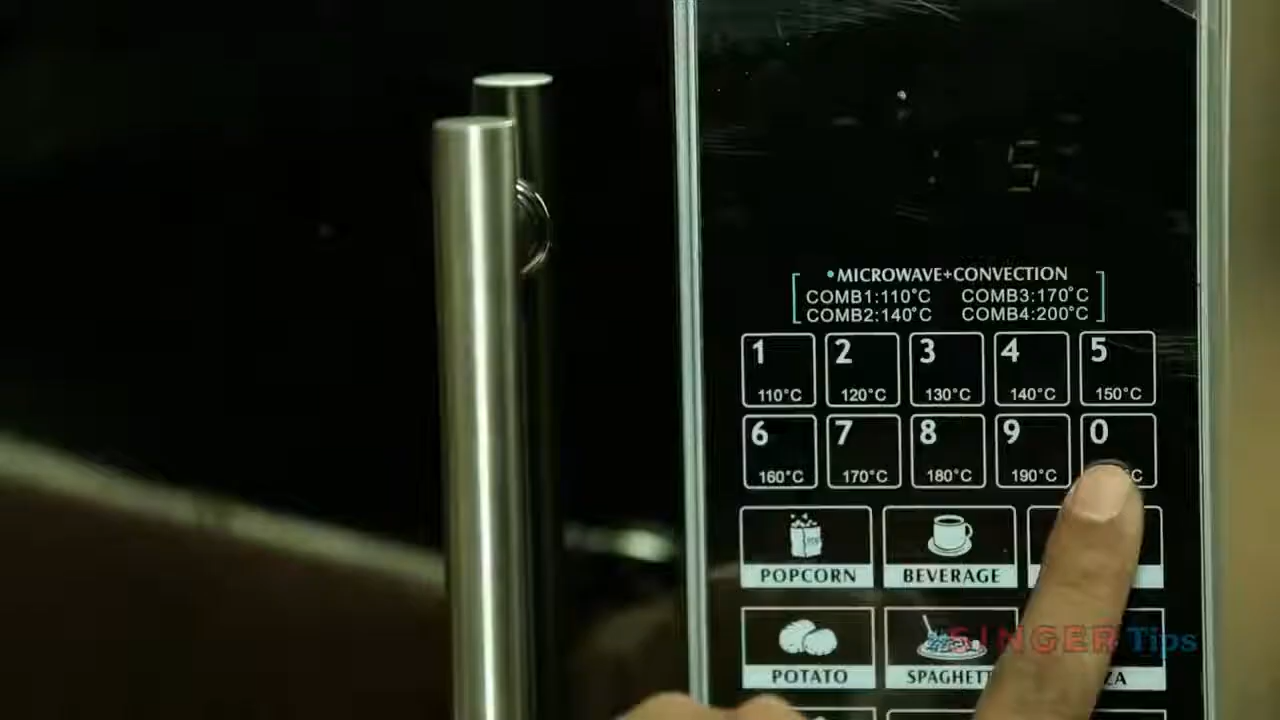 : 5
•MICROWAVE+CONVECTION
COMB1:110°C COMB3:170°C
COMB2:140°C COMB4:200°C
1 2 3 4 5
110°C 120°C 130°C 140°C 150°C
6 7 8 9 0
160°C 170°C 180°C 190°C
POPCORN BEVERAGE
SINGER Tips
POTATO